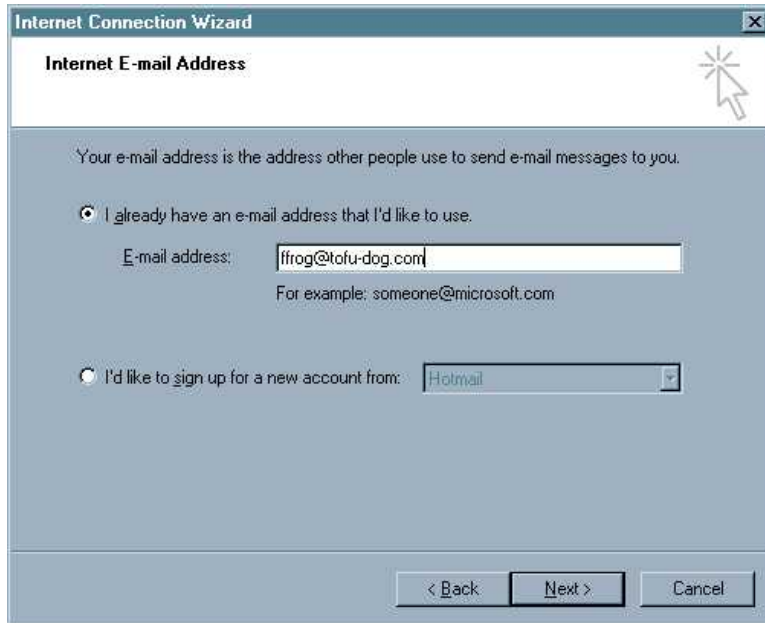 Internet Connection Wizard
Internet E-mail Address
Your e-mail address is the address other people use to send e-mail messages to you.
I already have an e-mail address that I'd like to use.
E-mail address: ffrog@tofu-dog.com
For example: someone@microsoft.com
I'd like to sign up for a new account from: Hotmail
< Back Next > Cancel